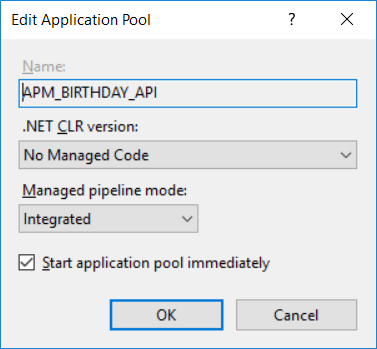 Edit Application Pool
?
Name:
APM_BIRTHDAY_API
.NET CLR version:
No Managed Code
Managed pipeline mode:
Integrated
Start application pool immediately
OK Cancel